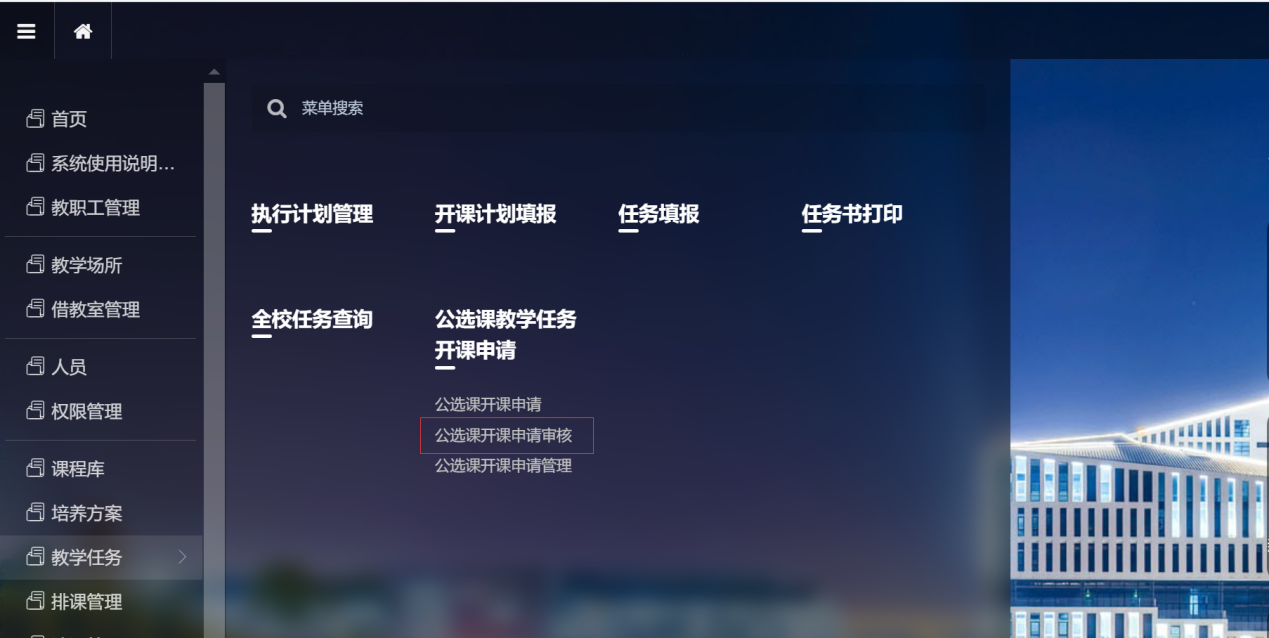 菜单搜索
首页
系统使用说明...
教职工管理
教学场所
借教室管理
人员
权限管理
课程库
培养方案
教学任务
排课管理
执行计划管理
开课计划填报
任务填报
任务书打印
全校任务查询
公选课教学任务
开课申请
公选课开课申请
公选课开课申请审核
公选课开课申请管理